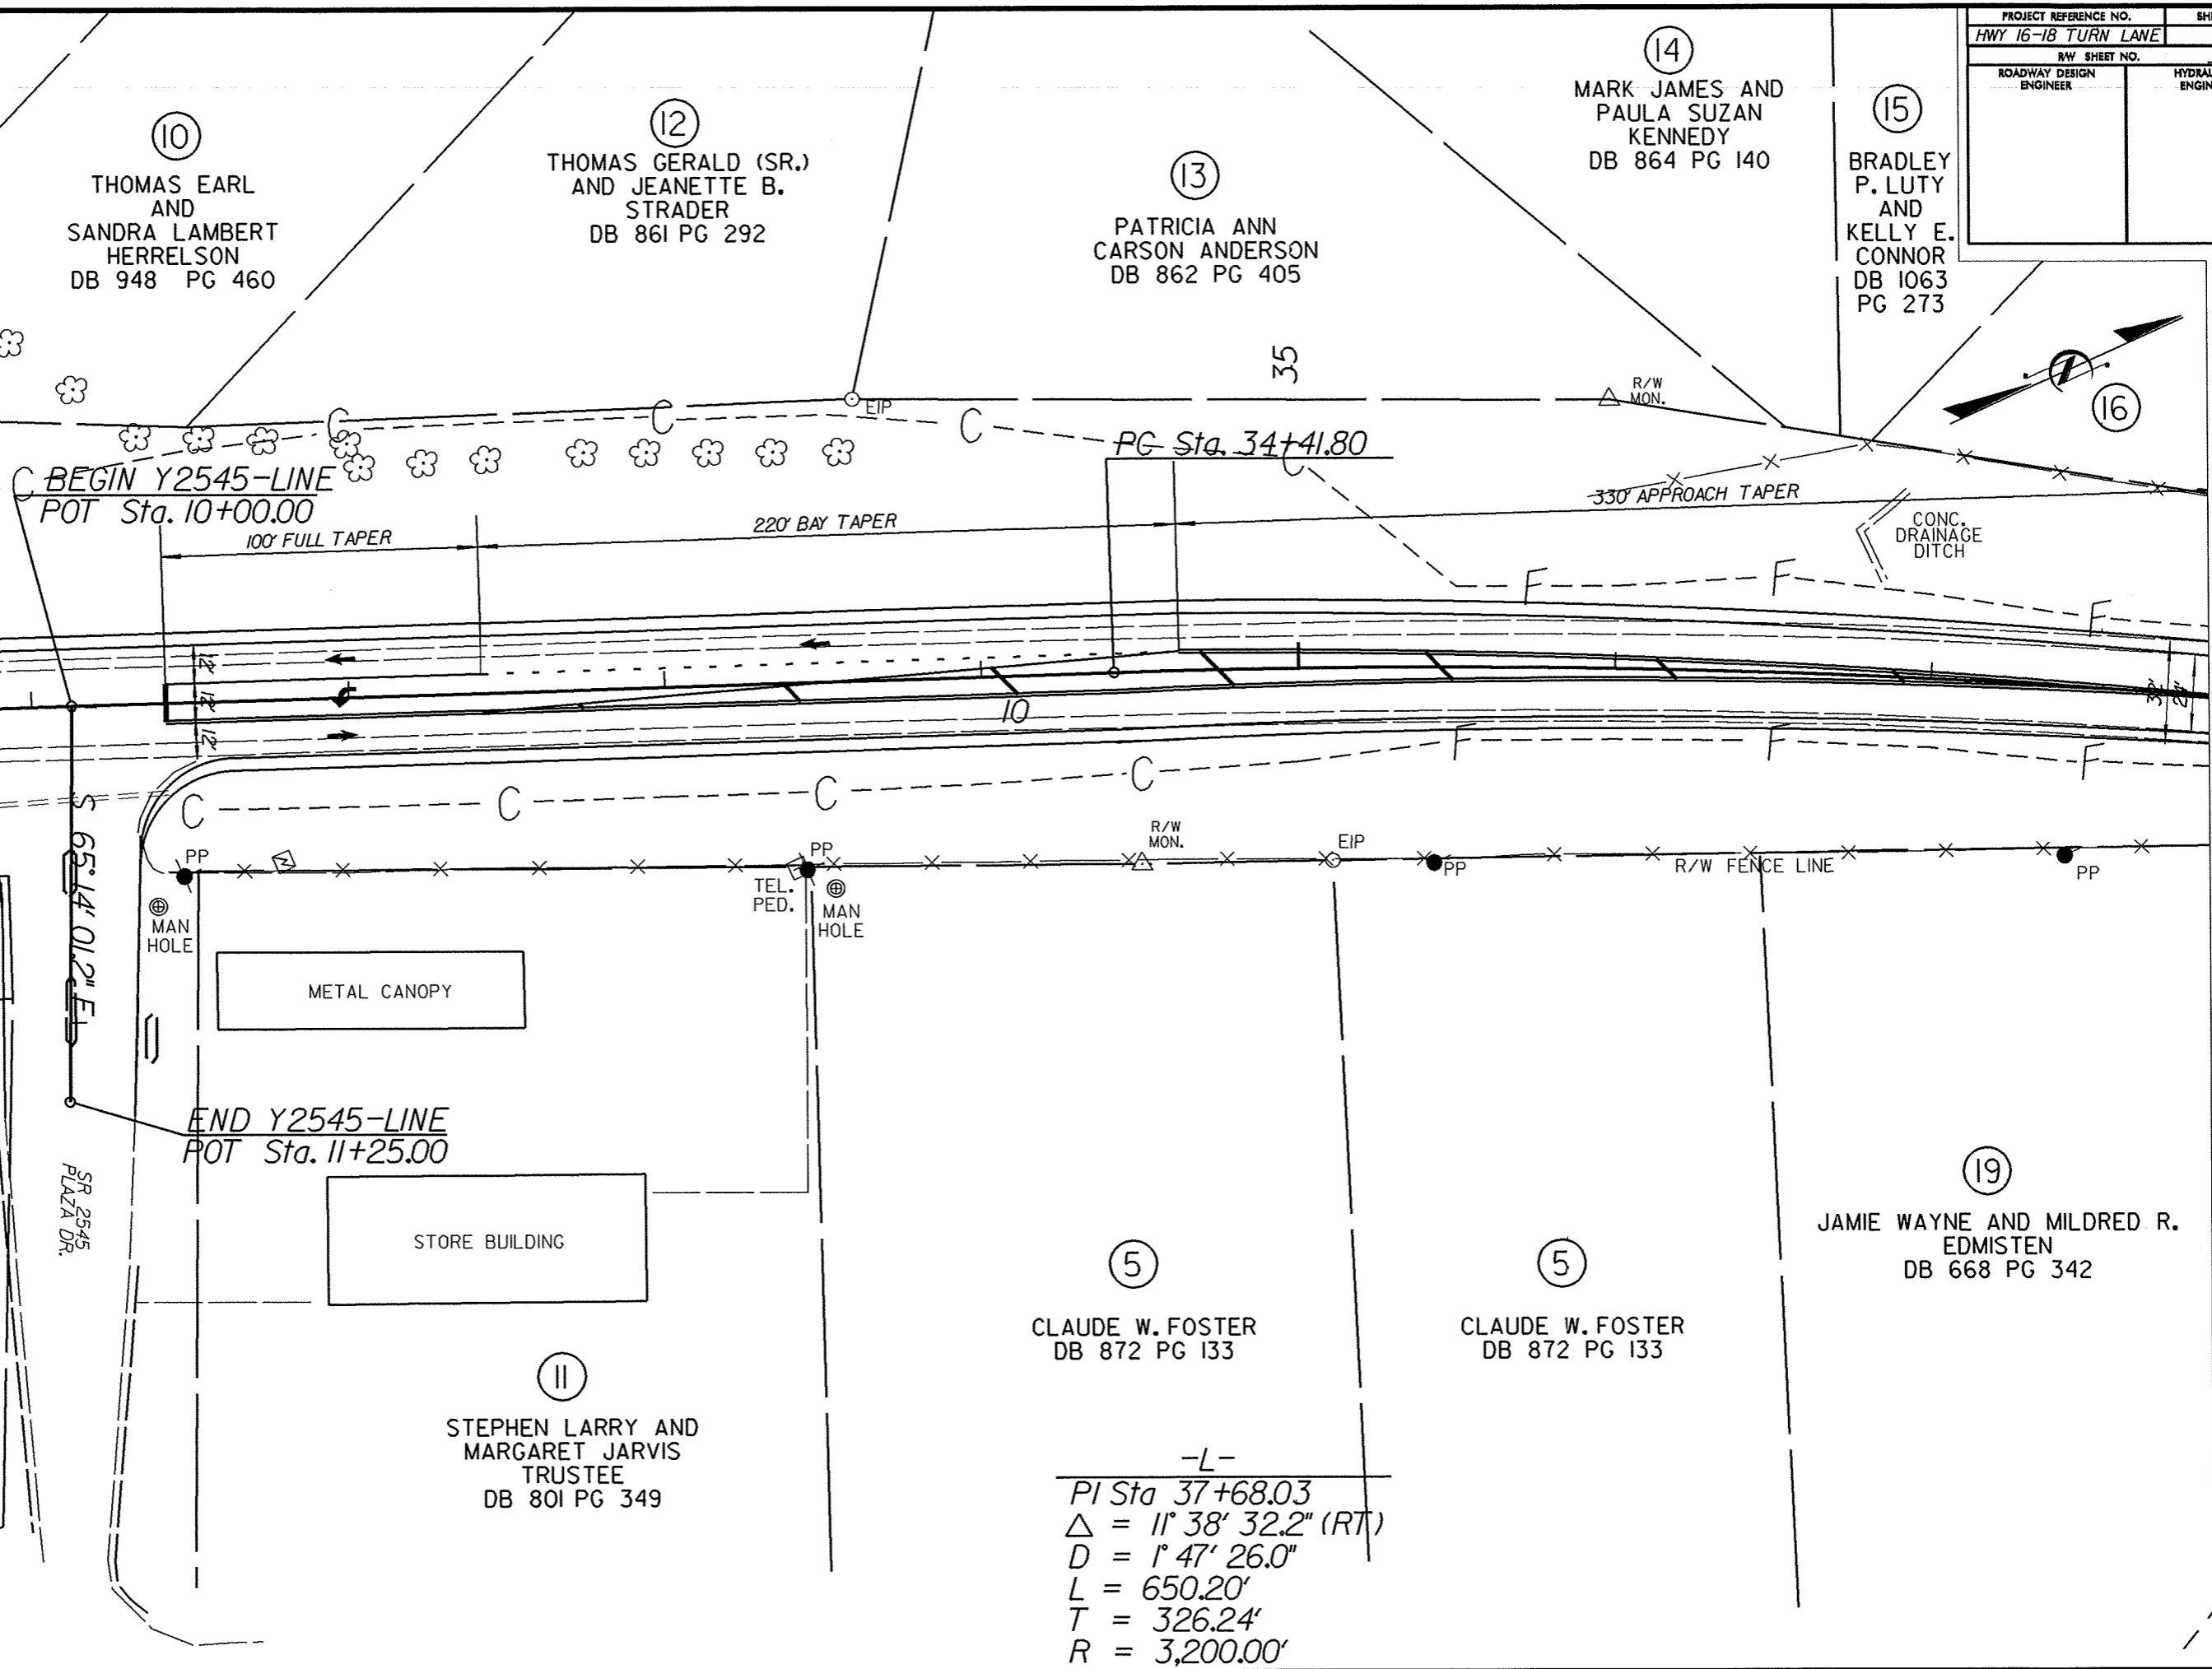 PROJECT REFERENCE NO.
HWY 16-18 TURN LANE
R/W SHEET NO.
ROADWAY DESIGN
ENGINEER
10
THOMAS EARL
AND
SANDRA LAMBERT
HERRELSON
DB 948 PG 460
12
THOMAS GERALD (SR.)
AND JEANETTE B.
STRADER
DB 861 PG 292
13
PATRICIA ANN
CARSON ANDERSON
DB 862 PG 405
14
MARK JAMES AND
PAULA SUZAN
KENNEDY
DB 864 PG 140
15
BRADLEY
P. LUTY
AND
KELLY E.
CONNOR
DB 1063
PG 273
16
35
R/W
MON.
EIP
C
C
C
C
C
PC Sta. 34+41.80
BEGIN Y2545-LINE
POT Sta. 10+00.00
100' FULL TAPER
220' BAY TAPER
330' APPROACH TAPER
CONC.
DRAINAGE
DITCH
F
F
F
12'
12'
12'
10
32'
24'
F
F
F
C
C
C
C
S 65° 14' 01.2" E
PP
PP
TEL.
PED.
MAN
HOLE
MAN
HOLE
R/W
MON.
EIP
PP
R/W FENCE LINE
PP
METAL CANOPY
END Y2545-LINE
POT Sta. 11+25.00
SR 2545
PLAZA DR.
STORE BUILDING
11
STEPHEN LARRY AND
MARGARET JARVIS
TRUSTEE
DB 801 PG 349
5
CLAUDE W. FOSTER
DB 872 PG 133
5
CLAUDE W. FOSTER
DB 872 PG 133
19
JAMIE WAYNE AND MILDRED R.
EDMISTEN
DB 668 PG 342
-L-
PI Sta 37+68.03
△ = 11° 38' 32.2" (RT)
D = 1° 47' 26.0"
L = 650.20'
T = 326.24'
R = 3,200.00'